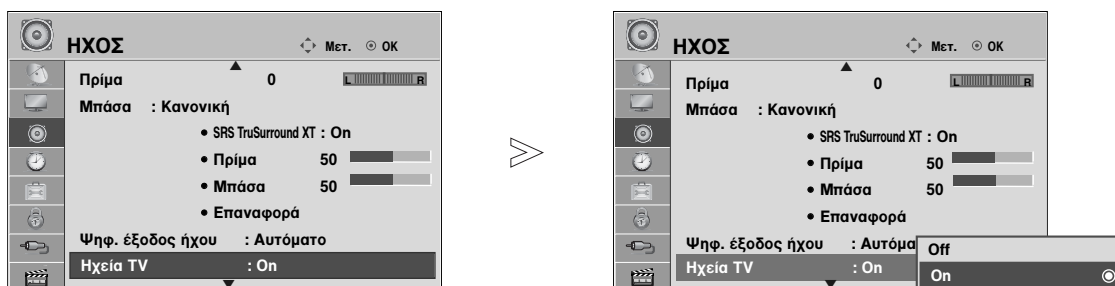 ΗΧΟΣ Μετ. OK
Πρίμα 0 L R
Μπάσα : Κανονική
• SRS TruSurround XT : On
• Πρίμα 50
• Μπάσα 50
• Επαναφορά
Ψηφ. έξοδος ήχου : Αυτόματο
Ηχεία TV : On
ΗΧΟΣ Μετ. OK
Πρίμα 0 L R
Μπάσα : Κανονική
• SRS TruSurround XT : On
• Πρίμα 50
• Μπάσα 50
• Επαναφορά
Ψηφ. έξοδος ήχου : Αυτόμα
Ηχεία TV : On
Off
On